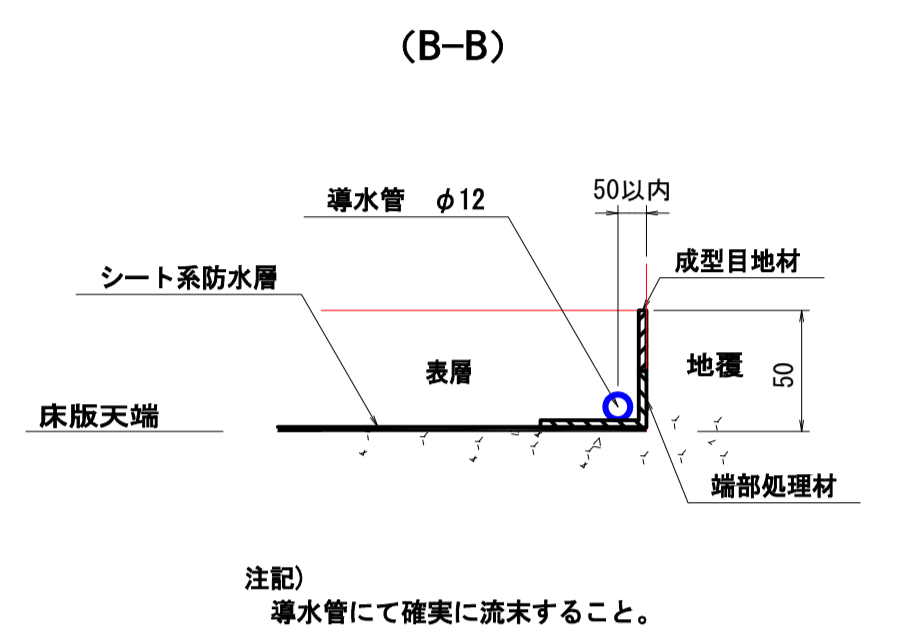 (B-B)
導水管 φ12
50以内
成型目地材
シート系防水層
表層
地覆
50
床版天端
端部処理材
注記)
導水管にて確実に流末すること。